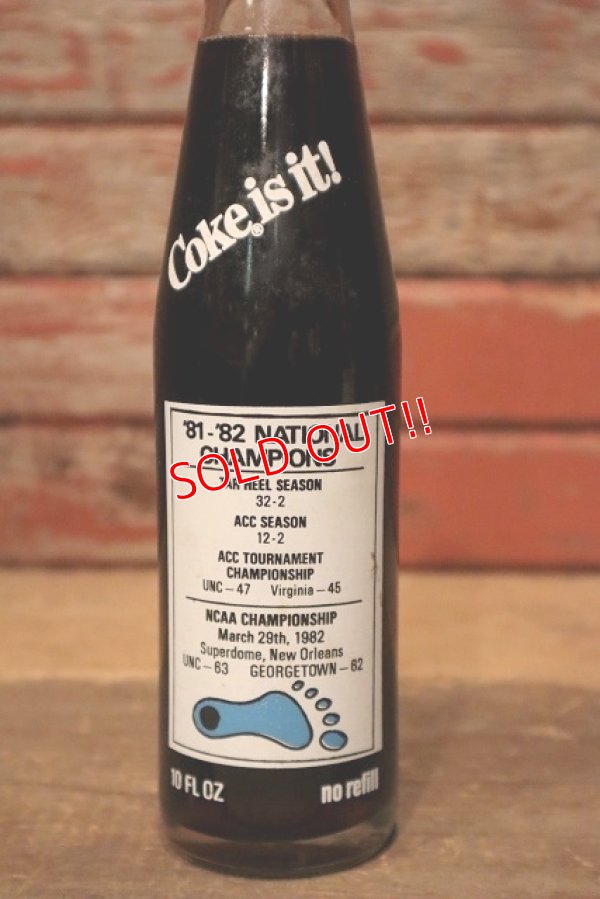 Coke® is it!
'81-'82 NATIONAL
CHAMPIONS
SOLD OUT!!
TAR HEEL SEASON
32-2
ACC SEASON
12-2
ACC TOURNAMENT
CHAMPIONSHIP
UNC-47 Virginia-45
NCAA CHAMPIONSHIP
March 29th, 1982
Superdome, New Orleans
UNC-63 GEORGETOWN-62
10 FL OZ no refill